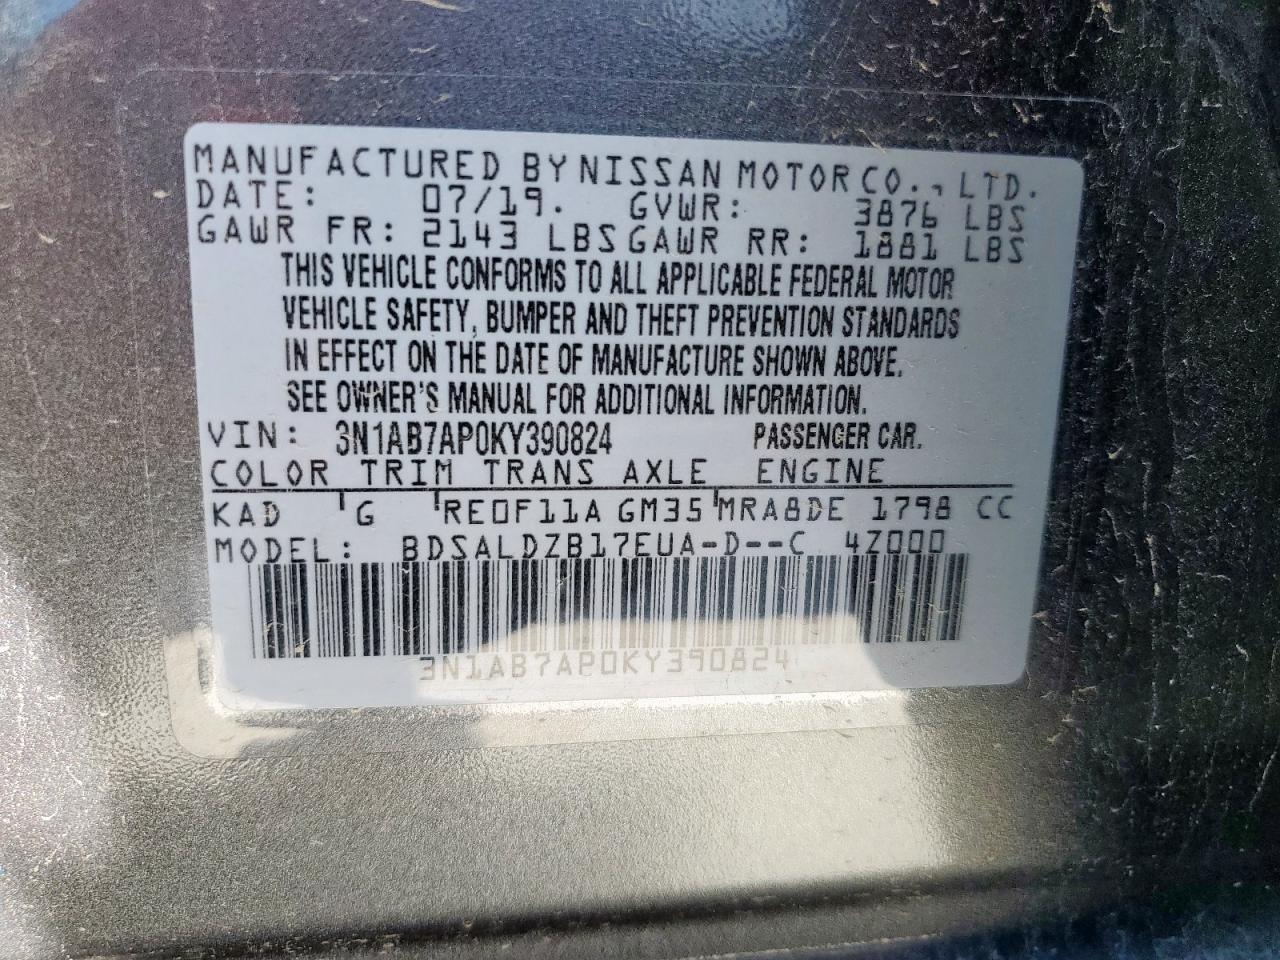 MANUFACTURED BY NISSAN MOTOR CO., LTD.
DATE: 07/19. GVWR: 3876 LBS
GAWR FR: 2143 LBS GAWR RR: 1881 LBS
THIS VEHICLE CONFORMS TO ALL APPLICABLE FEDERAL MOTOR
VEHICLE SAFETY, BUMPER AND THEFT PREVENTION STANDARDS
IN EFFECT ON THE DATE OF MANUFACTURE SHOWN ABOVE.
SEE OWNER'S MANUAL FOR ADDITIONAL INFORMATION.
VIN: 3N1AB7AP0KY390824 PASSENGER CAR.
COLOR TRIM TRANS AXLE ENGINE
KAD G RE0F11A GM35 MRA8DE 1798 CC
MODEL: BDSALDZB17EUA-D--C 4Z000
3N1AB7AP0KY390824